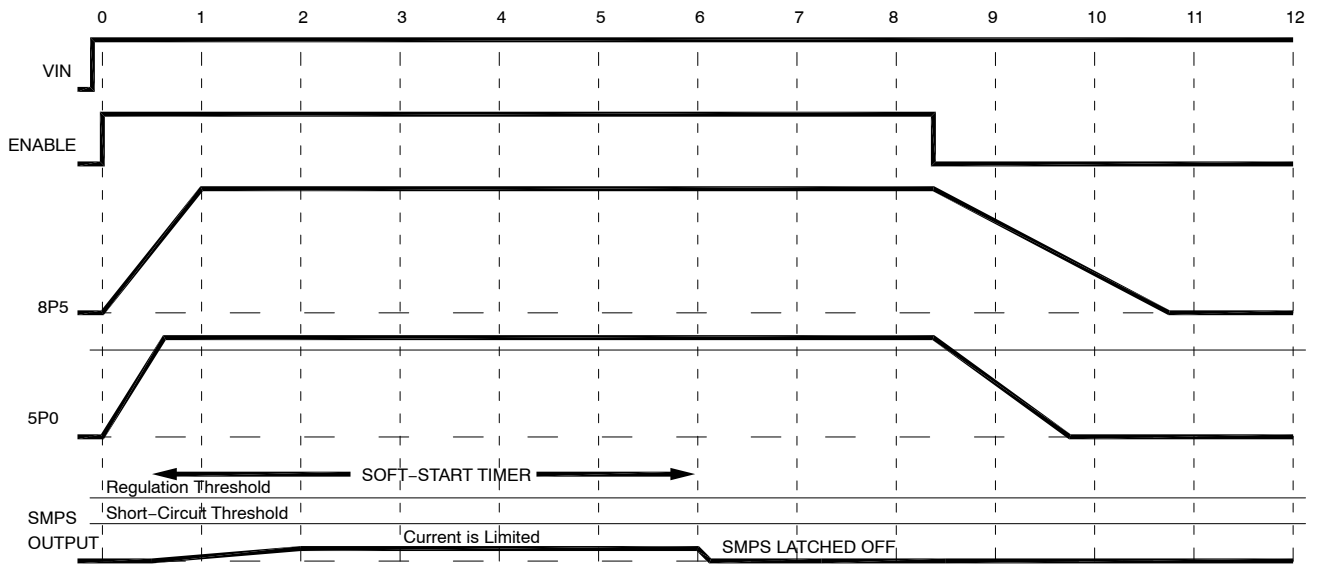 0 1 2 3 4 5 6 7 8 9 10 11 12
VIN
ENABLE
8P5
5P0
SOFT−START TIMER
Regulation Threshold
Short−Circuit Threshold
SMPS
OUTPUT
Current is Limited
SMPS LATCHED OFF